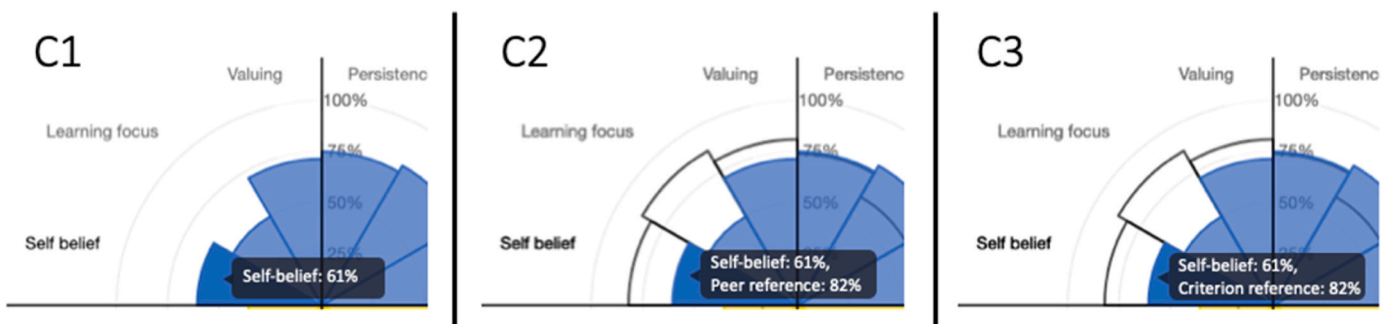 C1
Valuing
Persistenc
100%
Learning focus
75%
50%
Self belief
25%
Self-belief: 61%
C2
Valuing
Persistenc
100%
Learning focus
75%
50%
Self belief
25%
Self-belief: 61%,
Peer reference: 82%
C3
Valuing
Persistenc
100%
Learning focus
75%
50%
Self belief
25%
Self-belief: 61%,
Criterion reference: 82%